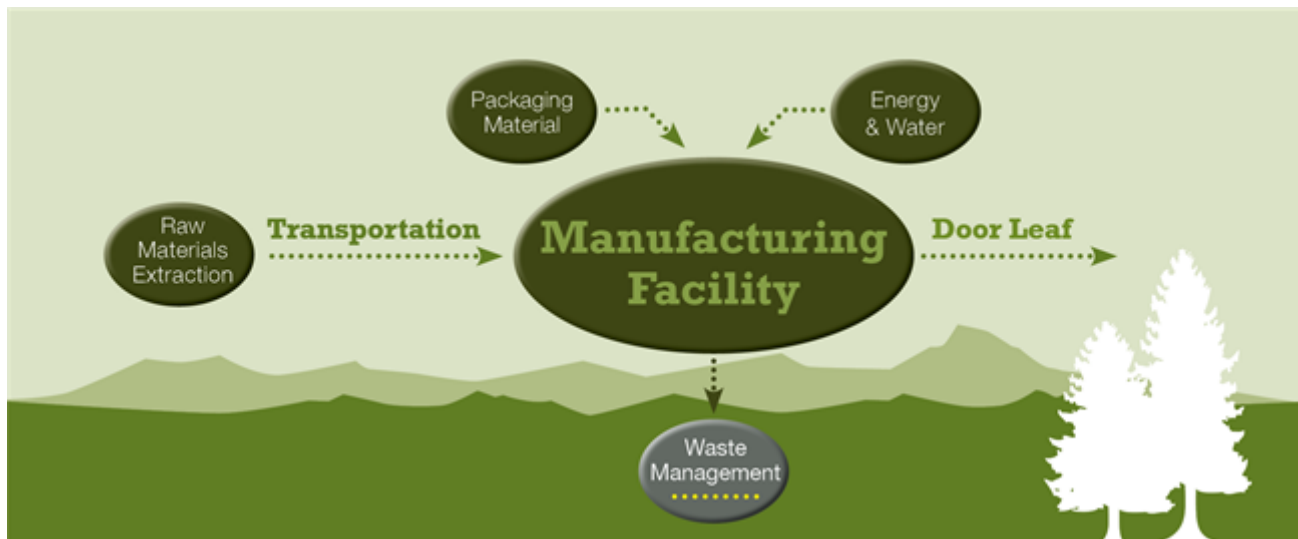 Packaging
Material
Energy
& Water
Raw
Materials
Extraction
Transportation
Manufacturing
Facility
Door Leaf
Waste
Management